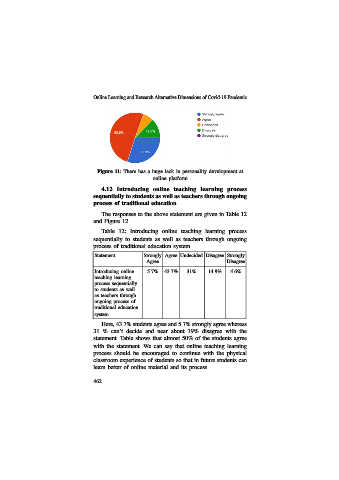 Online Learning and Research Alternative Dimensions of Covid-19 Pandemic
Strongly Agree
Agree
Undecided
Disagree
Strongly disagree
Figure 11: There has a huge lack in personality development at
online platform
4.12 Introducing online teaching learning process
sequentially to students as well as teachers through ongoing
process of traditional education
The responses to the above statement are given in Table 12
and Figure 12
Table 12: Introducing online teaching learning process
sequentially to students as well as teachers through ongoing
process of traditional education system
Statement Strongly Agree Undecided Disagree Strongly
Agree Disagree
Introducing online 5.7% 43.7% 31% 14.9% 4.6%
teaching learning
process sequentially
to students as well
as teachers through
ongoing process of
traditional education
system
Here, 43.7% students agree and 5.7% strongly agree whereas
31 % can't decide and near about 19% disagree with the
statement. Table shows that almost 50% of the students agree
with the statement. We can say that online teaching learning
process should be encouraged to continue with the physical
classroom experience of students so that in future students can
learn better of online material and its process
462